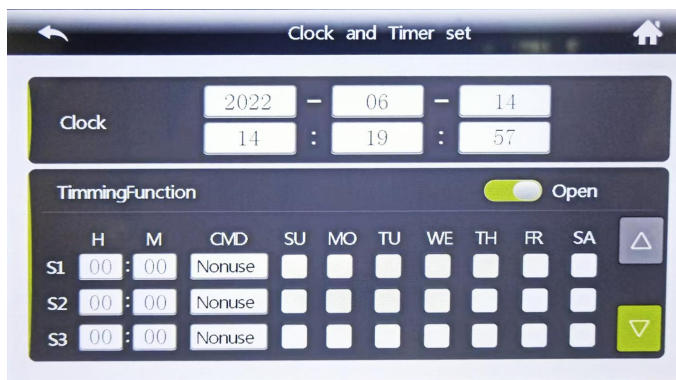 Clock and Timer set
Clock
2022 - 06 - 14
14 : 19 : 57
TimmingFunction Open
H M CMD SU MO TU WE TH FR SA
S1 00 : 00 Nonuse
S2 00 : 00 Nonuse
S3 00 : 00 Nonuse